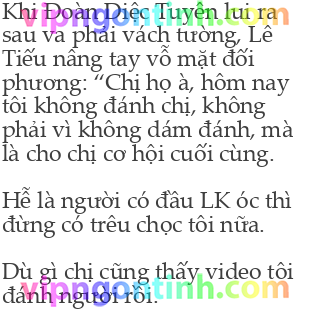 Khi Đoàn Diệc Tuyên lui ra
sau va phải vách tường, Lê
Tiếu nâng tay vỗ mặt đối
phương: “Chị họ à, hôm nay
tôi không đánh chị, không
phải vì không dám đánh, mà
là cho chị cơ hội cuối cùng.
Hễ là người có đầu LK óc thì
đừng có trêu chọc tôi nữa.
Dù gì chị cũng thấy video tôi
đánh người rồi.
vipngontinh.com
vipngontinh.com